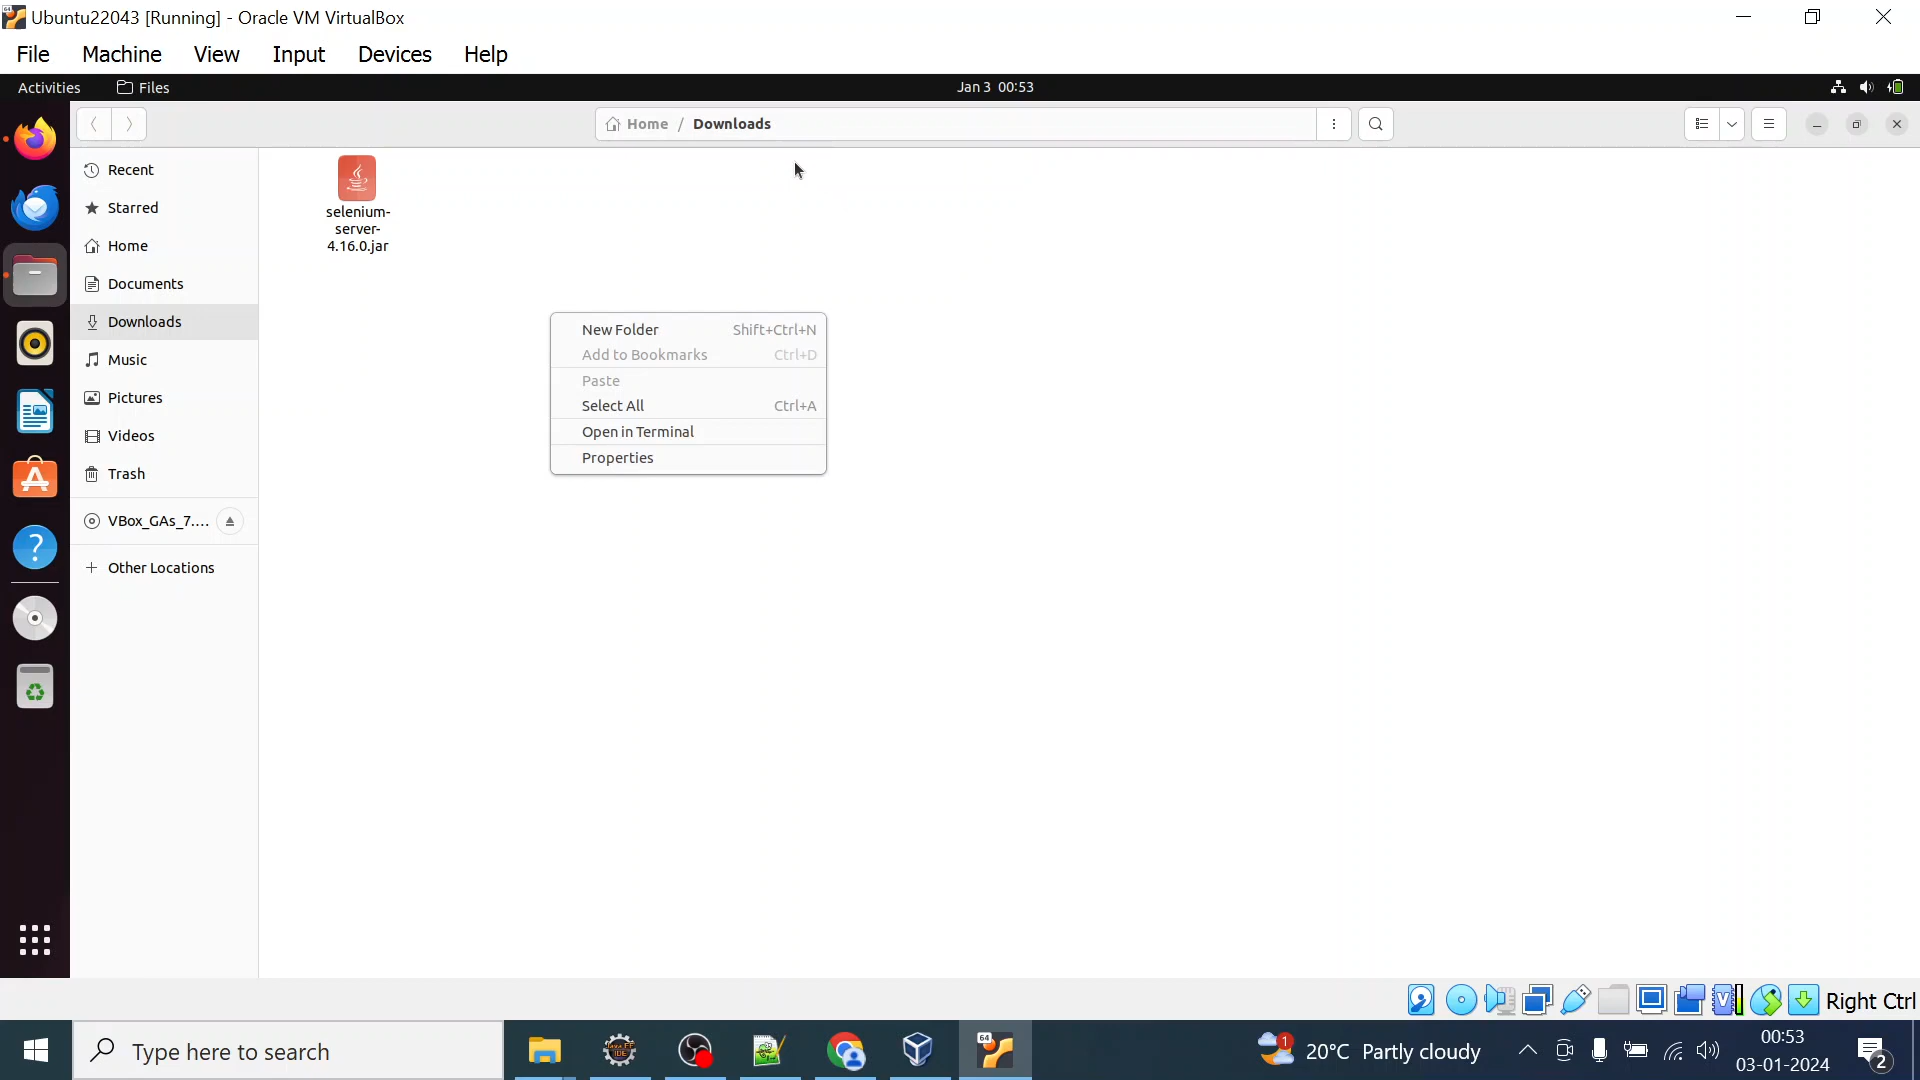 Ubuntu22043 [Running] - Oracle VM VirtualBox
File Machine View Input Devices Help
Activities Files Jan 3 00:53
Home / Downloads
Recent
Starred
Home
Documents
Downloads
Music
Pictures
Videos
Trash
VBox_GAs_7....
Other Locations
selenium-
server-
4.16.0.jar
New Folder Shift+Ctrl+N
Add to Bookmarks Ctrl+D
Paste
Select All Ctrl+A
Open in Terminal
Properties
Right Ctrl
Type here to search
20°C Partly cloudy
00:53
03-01-2024
2